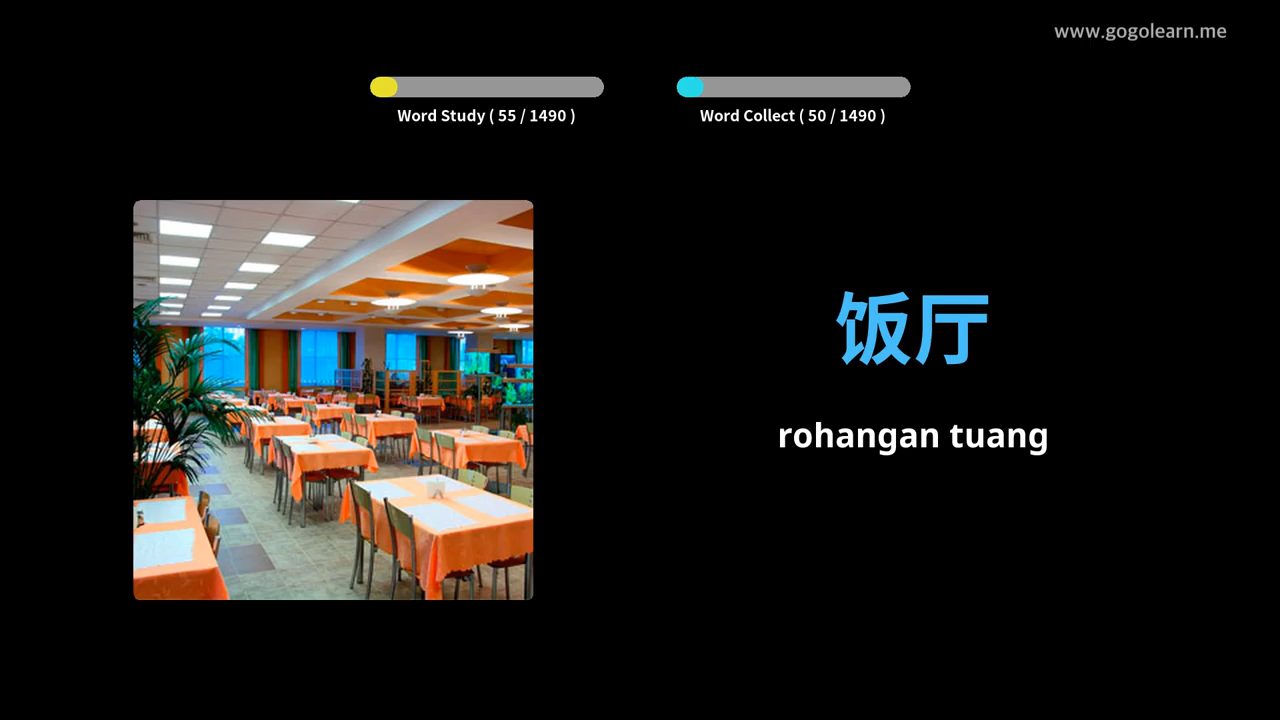 www.gogolearn.me
Word Study ( 55 / 1490 )
Word Collect ( 50 / 1490 )
饭厅
rohangan tuang